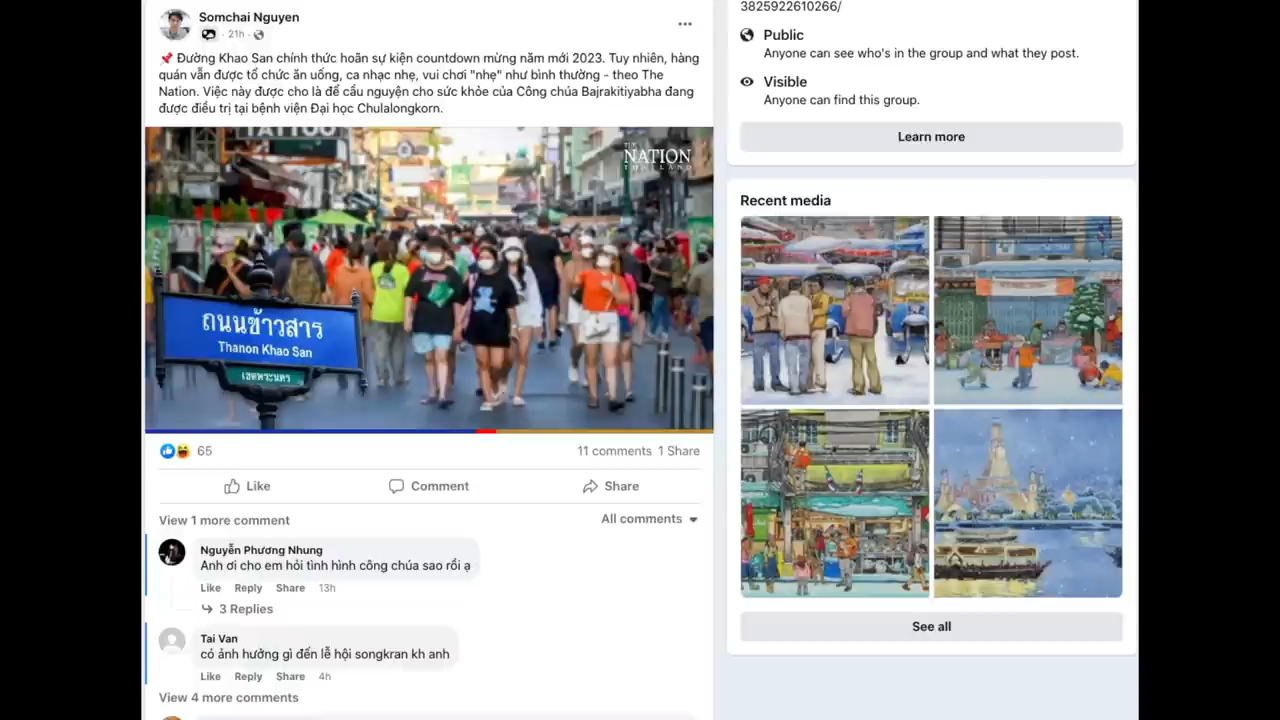 Somchai Nguyen
21h
📌 Đường Khao San chính thức hoãn sự kiện countdown mừng năm mới 2023. Tuy nhiên, hàng
quán vẫn được tổ chức ăn uống, ca nhạc nhẹ, vui chơi "nhẹ" như bình thường - theo The
Nation. Việc này được cho là để cầu nguyện cho sức khỏe của Công chúa Bajrakitiyabha đang
được điều trị tại bệnh viện Đại học Chulalongkorn.
TATTOO
THE
NATION
THAILAND
ถนนข้าวสาร
Thanon Khao San
เขตพระนคร
65
11 comments 1 Share
Like
Comment
Share
View 1 more comment
All comments
Nguyễn Phương Nhung
Anh ơi cho em hỏi tình hình công chúa sao rồi ạ
Like Reply Share 13h
3 Replies
Tai Van
có ảnh hưởng gì đến lễ hội songkran kh anh
Like Reply Share 4h
View 4 more comments
3825922610266/
Public
Anyone can see who's in the group and what they post.
Visible
Anyone can find this group.
Learn more
Recent media
See all